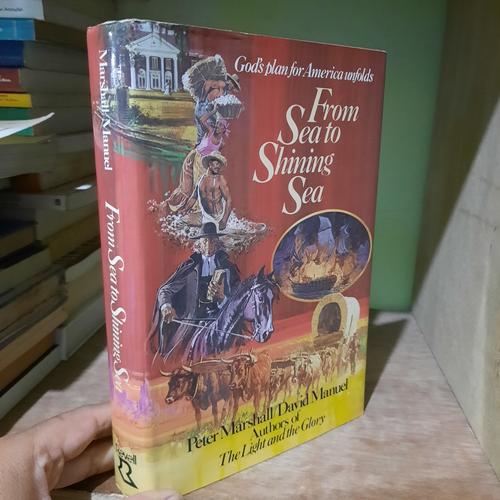 God's plan for America unfolds
From
Sea to
Shining
Sea
Peter Marshall/David Manuel
Authors of
The Light and the Glory
Marshall/Manuel
From Sea to Shining Sea
Revell